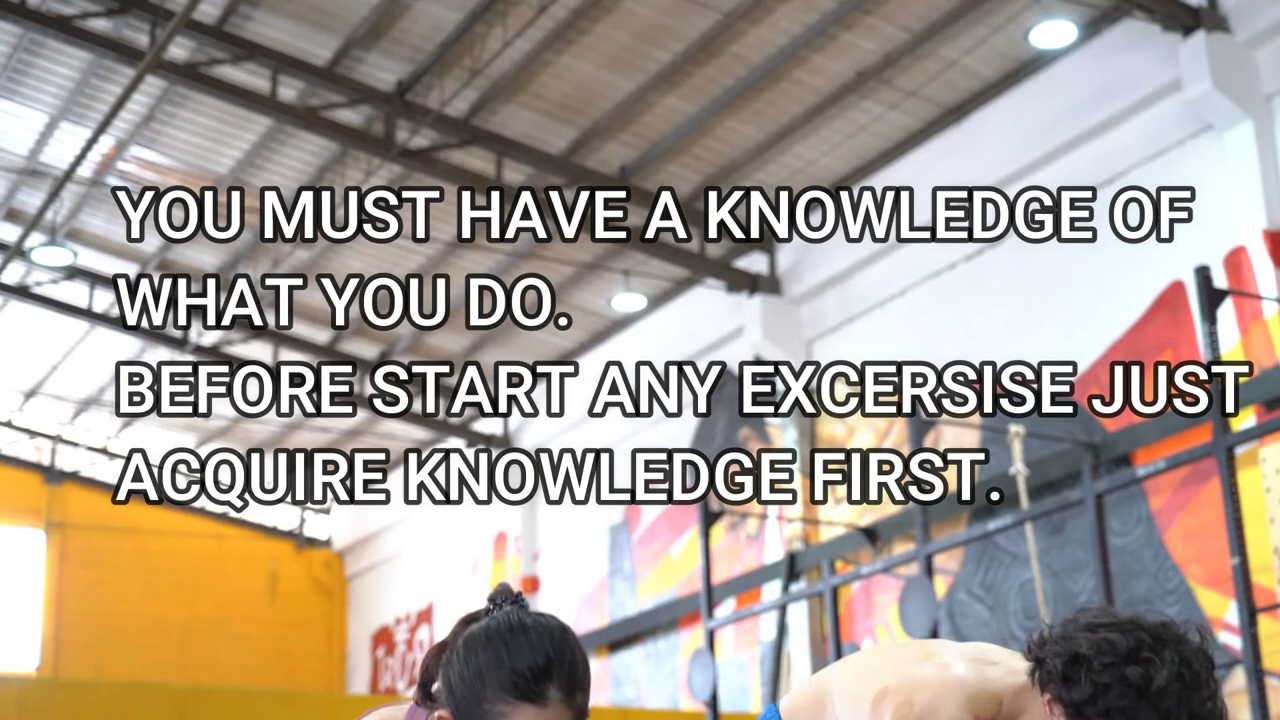 YOU MUST HAVE A KNOWLEDGE OF
WHAT YOU DO.
BEFORE START ANY EXCERSISE JUST
ACQUIRE KNOWLEDGE FIRST.